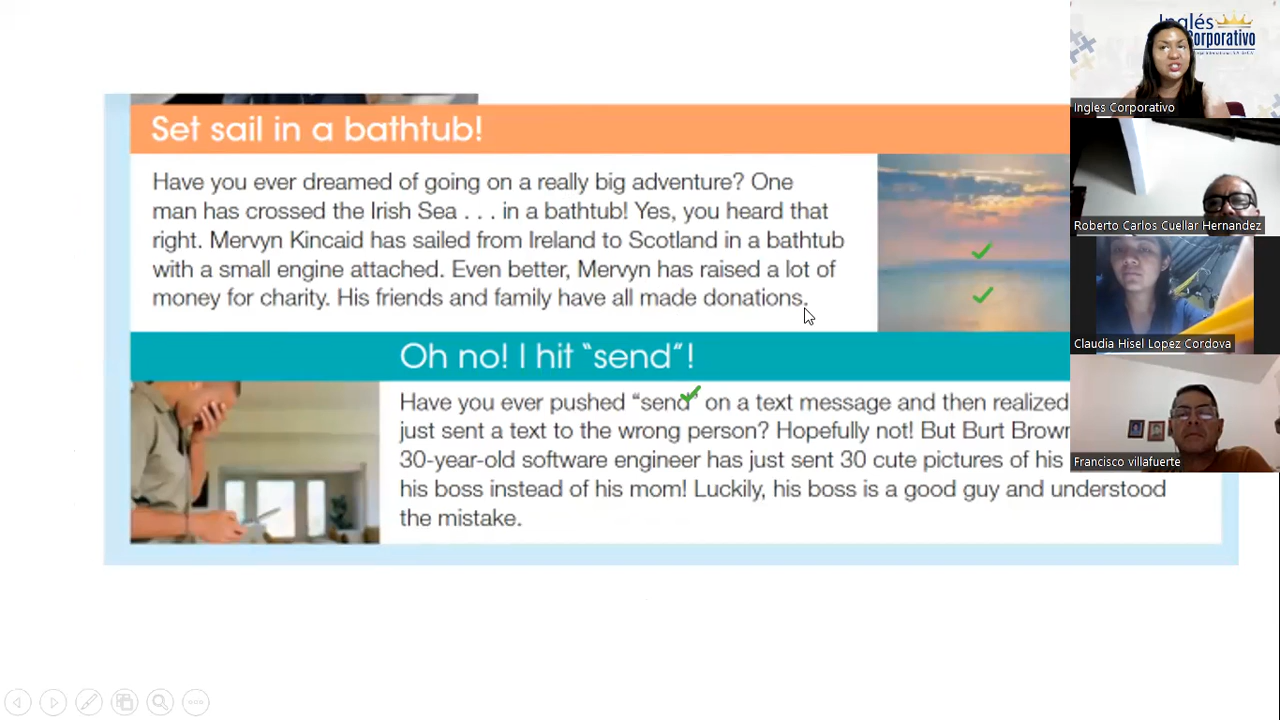 Inglés
Corporativo
Ingles Corporativo
Set sail in a bathtub!
Have you ever dreamed of going on a really big adventure? One
man has crossed the Irish Sea . . . in a bathtub! Yes, you heard that
right. Mervyn Kincaid has sailed from Ireland to Scotland in a bathtub
with a small engine attached. Even better, Mervyn has raised a lot of
money for charity. His friends and family have all made donations.
Roberto Carlos Cuellar Hernandez
Claudia Hisel Lopez Cordova
Oh no! I hit “send”!
Have you ever pushed “send” on a text message and then realized
just sent a text to the wrong person? Hopefully not! But Burt Brown
30-year-old software engineer has just sent 30 cute pictures of his
his boss instead of his mom! Luckily, his boss is a good guy and understood
the mistake.
Francisco villafuerte